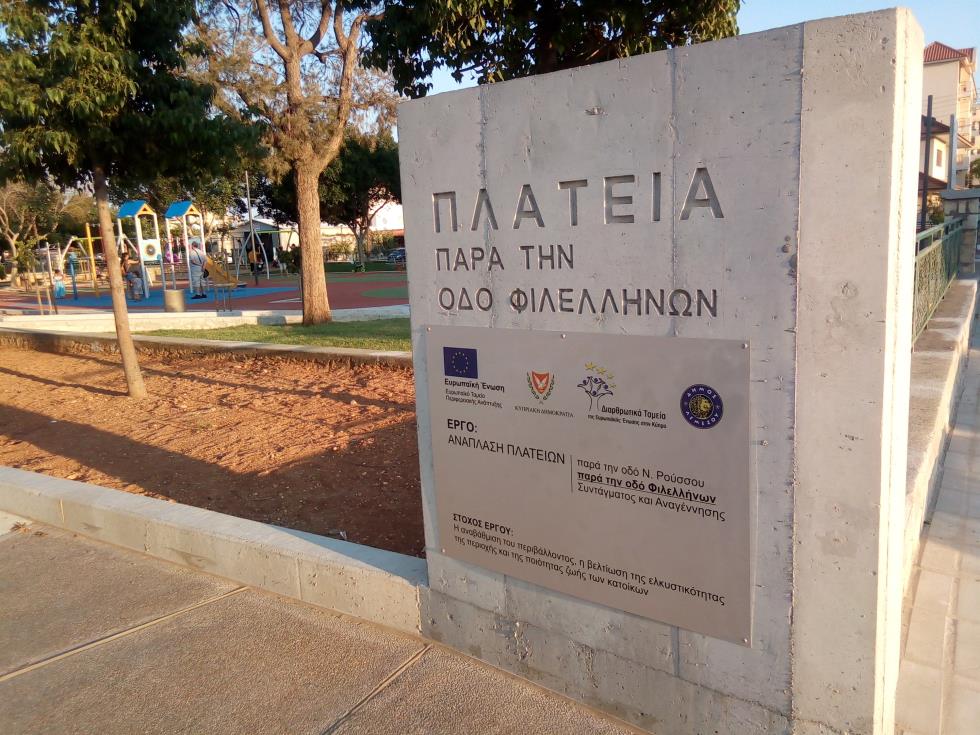 ΠΛΑΤΕΙΑ
ΠΑΡΑ ΤΗΝ
ΟΔΟ ΦΙΛΕΛΛΗΝΩΝ
Ευρωπαϊκή Ένωση
Ευρωπαϊκό Ταμείο
Περιφερειακής Ανάπτυξης
ΚΥΠΡΙΑΚΗ ΔΗΜΟΚΡΑΤΙΑ
Διαρθρωτικά Ταμεία
της Ευρωπαϊκής Ένωσης στην Κύπρο
ΔΗΜΟΣ
ΛΕΜΕΣΟΥ
ΕΡΓΟ:
ΑΝΑΠΛΑΣΗ ΠΛΑΤΕΙΩΝ
παρά την οδό Ν. Ρούσσου
παρά την οδό Φιλελλήνων
Συντάγματος και Αναγέννησης
ΣΤΟΧΟΣ ΕΡΓΟΥ:
Η αναβάθμιση του περιβάλλοντος, η βελτίωση της ελκυστικότητας
της περιοχής και της ποιότητας ζωής των κατοίκων